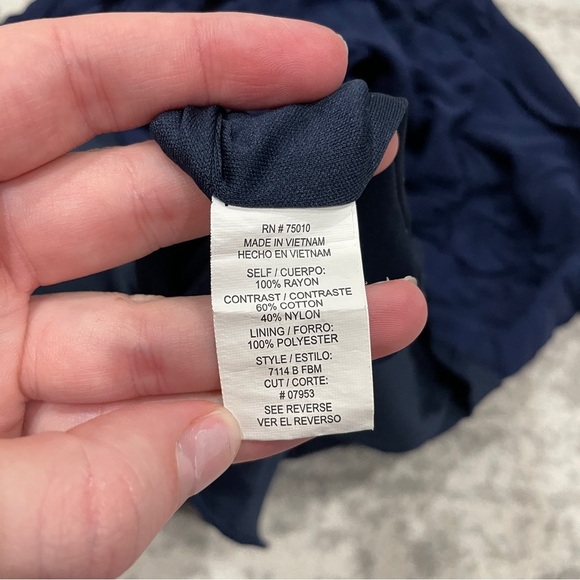 RN # 75010
MADE IN VIETNAM
HECHO EN VIETNAM
SELF / CUERPO:
100% RAYON
CONTRAST / CONTRASTE
60% COTTON
40% NYLON
LINING / FORRO:
100% POLYESTER
STYLE / ESTILO:
7114 B FBM
CUT / CORTE:
# 07953
SEE REVERSE
VER EL REVERSO